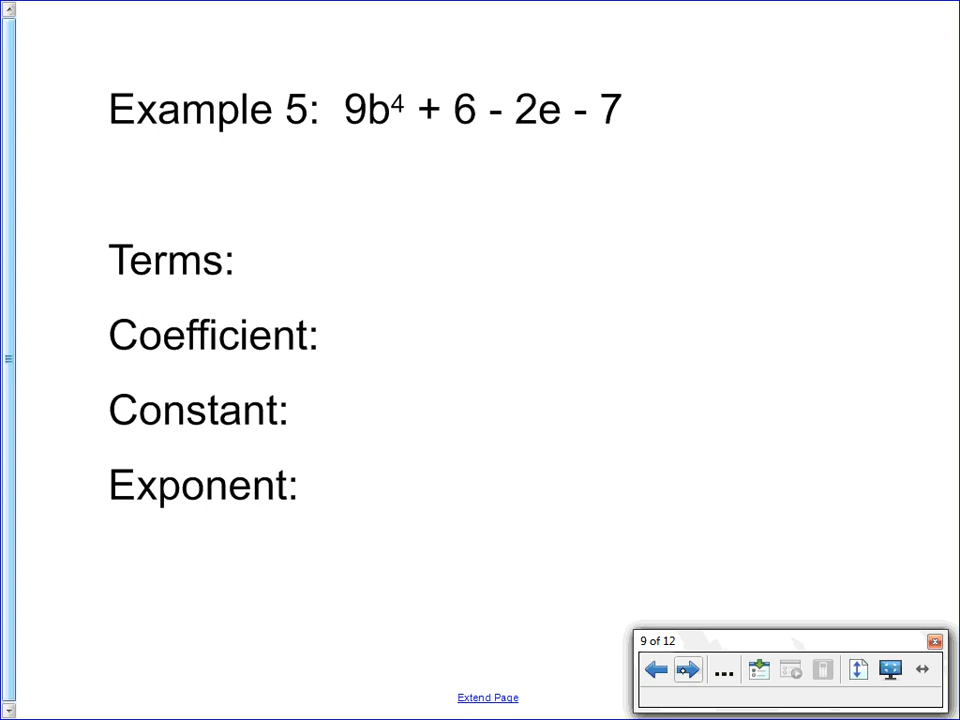 Example 5: 9b⁴ + 6 - 2e - 7
Terms:
Coefficient:
Constant:
Exponent:
9 of 12
...
Extend Page